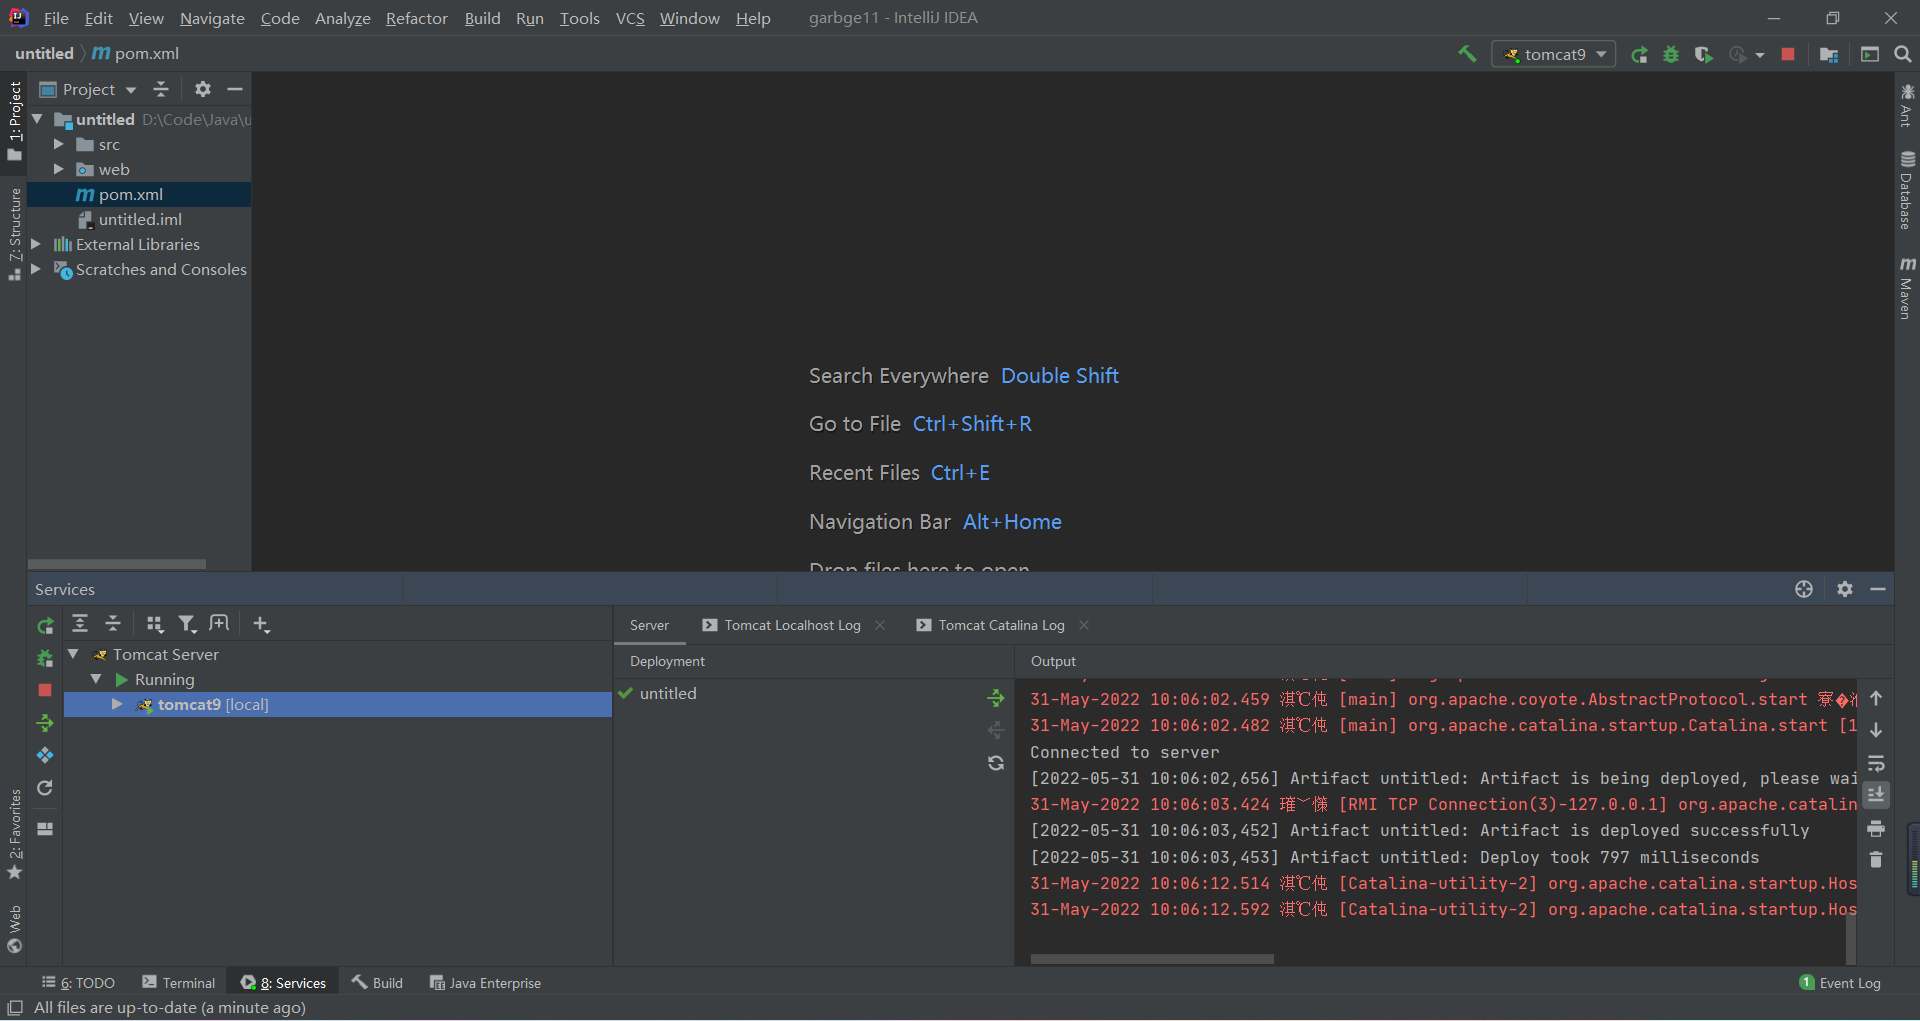 File Edit View Navigate Code Analyze Refactor Build Run Tools VCS Window Help garbge11 - IntelliJ IDEA
untitled pom.xml
tomcat9
1: Project
Project
untitled D:\Code\Java\u
src
web
pom.xml
untitled.iml
External Libraries
Scratches and Consoles
7: Structure
2: Favorites
Web
Ant
Database
Maven
Search Everywhere Double Shift
Go to File Ctrl+Shift+R
Recent Files Ctrl+E
Navigation Bar Alt+Home
Drop files here to open
Services
Tomcat Server
Running
tomcat9 [local]
Server Tomcat Localhost Log Tomcat Catalina Log
Deployment
untitled
Output
31-May-2022 10:06:02.459 淇℃伅 [main] org.apache.coyote.AbstractProtocol.start 寮
31-May-2022 10:06:02.482 淇℃伅 [main] org.apache.catalina.startup.Catalina.start [1
Connected to server
[2022-05-31 10:06:02,656] Artifact untitled: Artifact is being deployed, please wai
31-May-2022 10:06:03.424 [RMI TCP Connection(3)-127.0.0.1] org.apache.catalin
[2022-05-31 10:06:03,452] Artifact untitled: Artifact is deployed successfully
[2022-05-31 10:06:03,453] Artifact untitled: Deploy took 797 milliseconds
31-May-2022 10:06:12.514 淇℃伅 [Catalina-utility-2] org.apache.catalina.startup.Hos
31-May-2022 10:06:12.592 淇℃伅 [Catalina-utility-2] org.apache.catalina.startup.Hos
6: TODO Terminal 8: Services Build Java Enterprise 1 Event Log
All files are up-to-date (a minute ago)